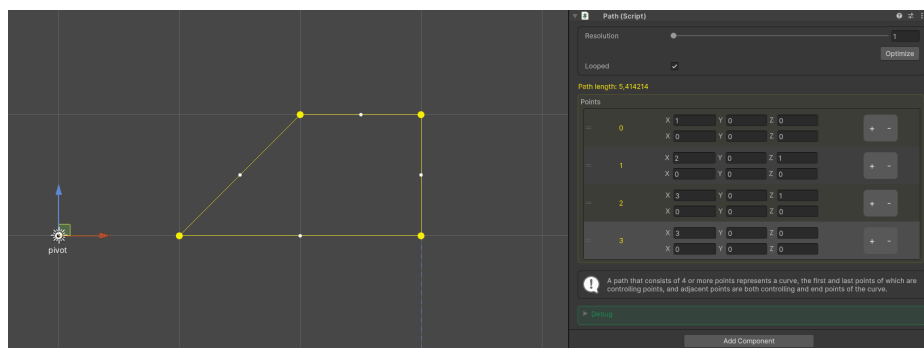 pivot
Path (Script)
Resolution 1
Optimize
Looped
Path length: 5,414214
Points
0 X 1 Y 0 Z 0
X 0 Y 0 Z 0
1 X 2 Y 0 Z 1
X 0 Y 0 Z 0
2 X 3 Y 0 Z 1
X 0 Y 0 Z 0
3 X 3 Y 0 Z 0
X 0 Y 0 Z 0
A path that consists of 4 or more points represents a curve, the first and last points of which are
controlling points, and adjacent points are both controlling and end points of the curve.
Debug
Add Component